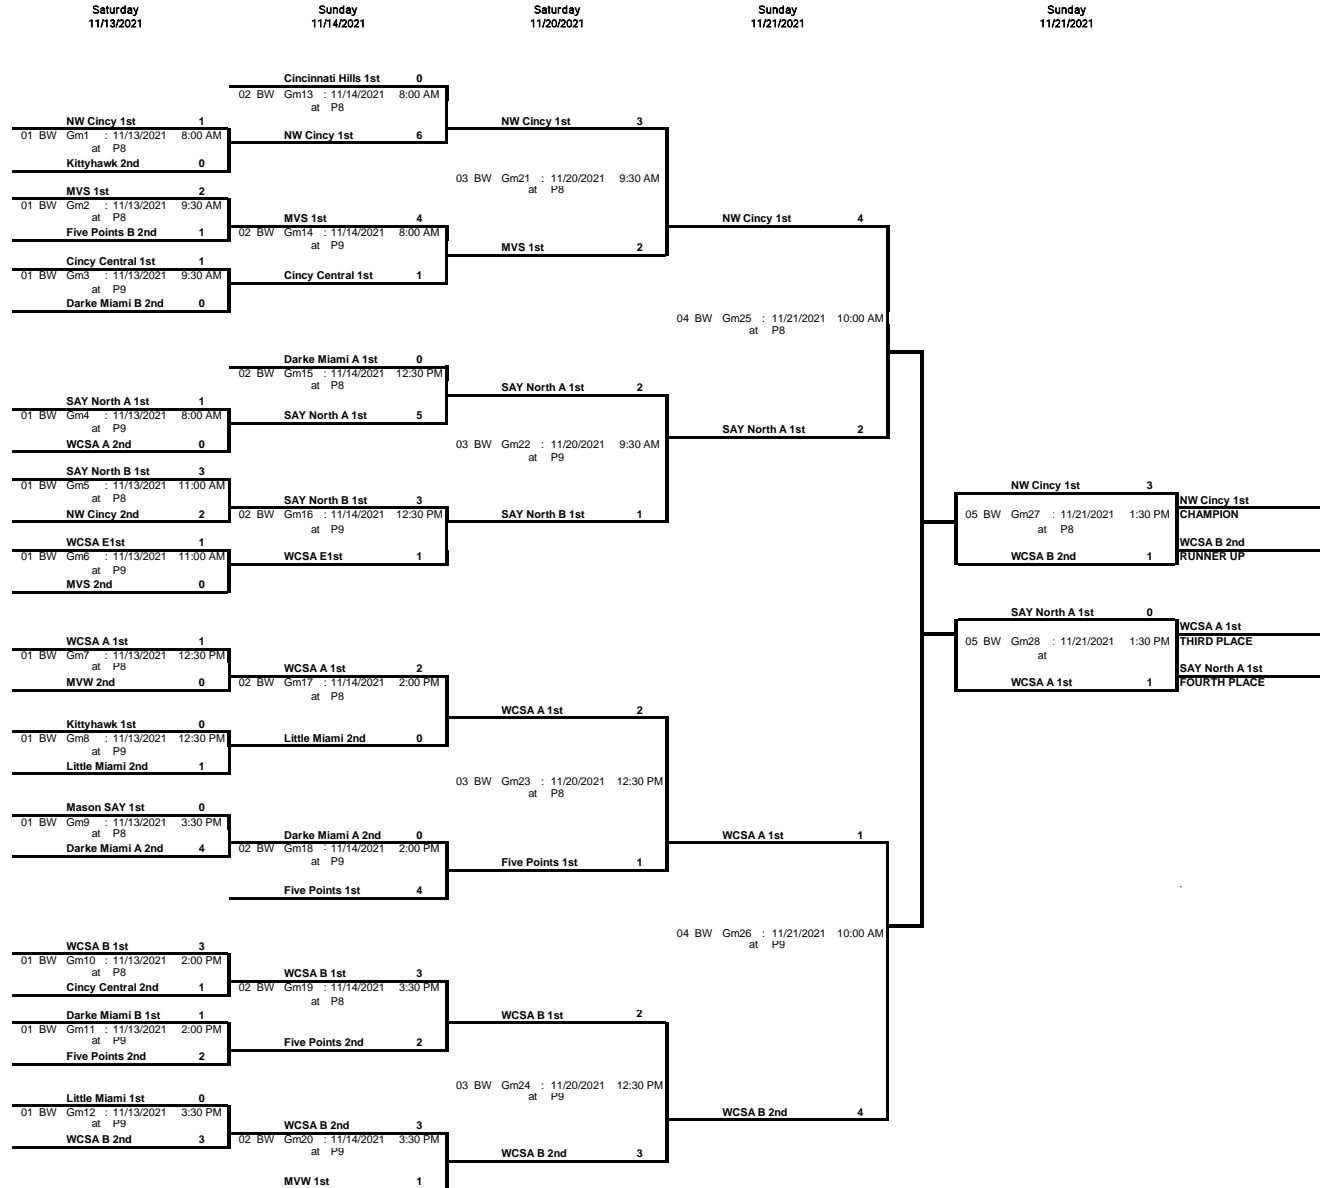 Saturday Sunday Saturday Sunday Sunday
11/13/2021 11/14/2021 11/20/2021 11/21/2021 11/21/2021
Cincinnati Hills 1st 0
02 BW Gm13 : 11/14/2021 8:00 AM
at P8
NW Cincy 1st 6
NW Cincy 1st 1
01 BW Gm1 : 11/13/2021 8:00 AM
at P8
Kittyhawk 2nd 0
MVS 1st 2
01 BW Gm2 : 11/13/2021 9:30 AM
at P8
Five Points B 2nd 1
Cincy Central 1st 1
01 BW Gm3 : 11/13/2021 9:30 AM
at P9
Darke Miami B 2nd 0
MVS 1st 4
02 BW Gm14 : 11/14/2021 8:00 AM
at P9
Cincy Central 1st 1
NW Cincy 1st 3
03 BW Gm21 : 11/20/2021 9:30 AM
at P8
MVS 1st 2
SAY North A 1st 1
01 BW Gm4 : 11/13/2021 8:00 AM
at P9
WCSA A 2nd 0
SAY North B 1st 3
01 BW Gm5 : 11/13/2021 11:00 AM
at P8
NW Cincy 2nd 2
WCSA E1st 1
01 BW Gm6 : 11/13/2021 11:00 AM
at P9
MVS 2nd 0
Darke Miami A 1st 0
02 BW Gm15 : 11/14/2021 12:30 PM
at P8
SAY North A 1st 5
SAY North B 1st 3
02 BW Gm16 : 11/14/2021 12:30 PM
at P9
WCSA E1st 1
SAY North A 1st 2
03 BW Gm22 : 11/20/2021 9:30 AM
at P9
SAY North B 1st 1
NW Cincy 1st 4
04 BW Gm25 : 11/21/2021 10:00 AM
at P8
SAY North A 1st 2
WCSA A 1st 1
01 BW Gm7 : 11/13/2021 12:30 PM
at P8
MVW 2nd 0
Kittyhawk 1st 0
01 BW Gm8 : 11/13/2021 12:30 PM
at P9
Little Miami 2nd 1
Mason SAY 1st 0
01 BW Gm9 : 11/13/2021 3:30 PM
at P8
Darke Miami A 2nd 4
WCSA A 1st 2
02 BW Gm17 : 11/14/2021 2:00 PM
at P8
Little Miami 2nd 0
Darke Miami A 2nd 0
02 BW Gm18 : 11/14/2021 2:00 PM
at P9
Five Points 1st 4
WCSA A 1st 2
03 BW Gm23 : 11/20/2021 12:30 PM
at P8
Five Points 1st 1
WCSA B 1st 3
01 BW Gm10 : 11/13/2021 2:00 PM
at P8
Cincy Central 2nd 1
Darke Miami B 1st 1
01 BW Gm11 : 11/13/2021 2:00 PM
at P9
Five Points 2nd 2
Little Miami 1st 0
01 BW Gm12 : 11/13/2021 3:30 PM
at P9
WCSA B 2nd 3
WCSA B 1st 3
02 BW Gm19 : 11/14/2021 3:30 PM
at P8
Five Points 2nd 2
WCSA B 2nd 3
02 BW Gm20 : 11/14/2021 3:30 PM
at P9
MVW 1st 1
WCSA B 1st 2
03 BW Gm24 : 11/20/2021 12:30 PM
at P9
WCSA B 2nd 3
WCSA A 1st 1
04 BW Gm26 : 11/21/2021 10:00 AM
at P9
WCSA B 2nd 4
NW Cincy 1st 3
05 BW Gm27 : 11/21/2021 1:30 PM
at P8
WCSA B 2nd 1
NW Cincy 1st
CHAMPION
WCSA B 2nd
RUNNER UP
SAY North A 1st 0
05 BW Gm28 : 11/21/2021 1:30 PM
at
WCSA A 1st 1
WCSA A 1st
THIRD PLACE
SAY North A 1st
FOURTH PLACE